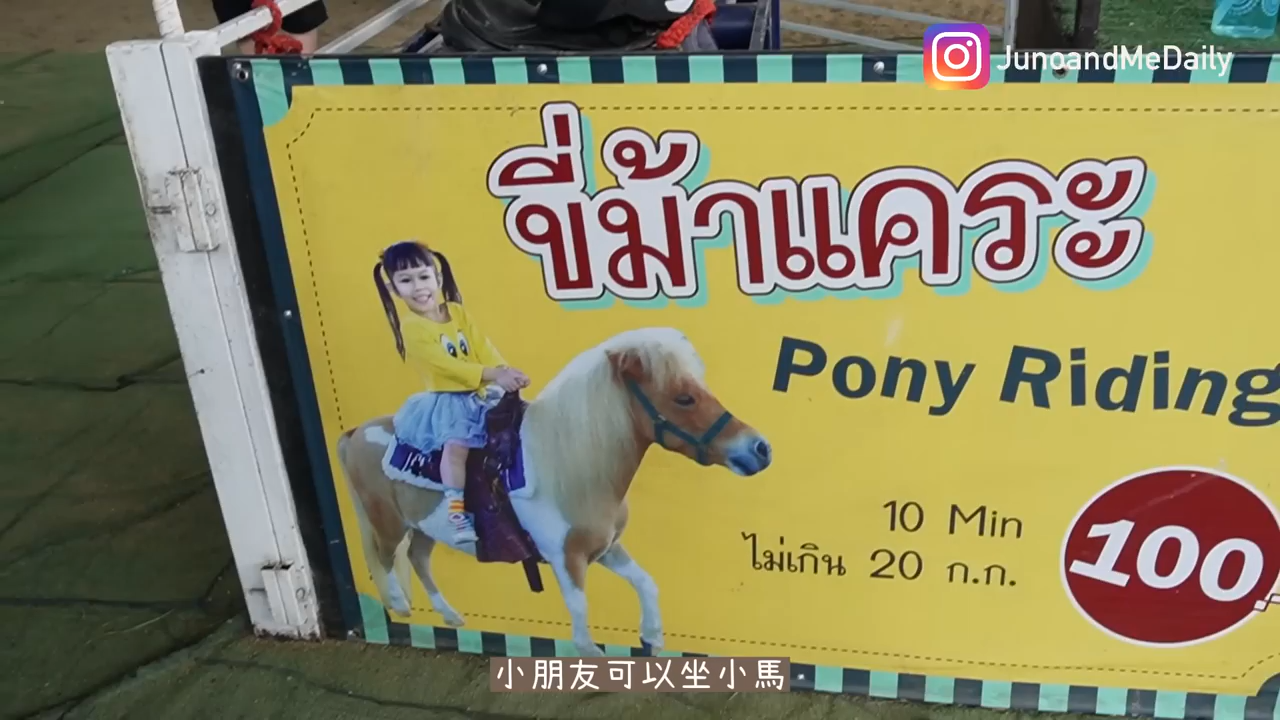 JunoandMeDaily
ขี่ม้าแคระ
Pony Riding
10 Min
ไม่เกิน 20 ก.ก.
100
小朋友可以坐小馬